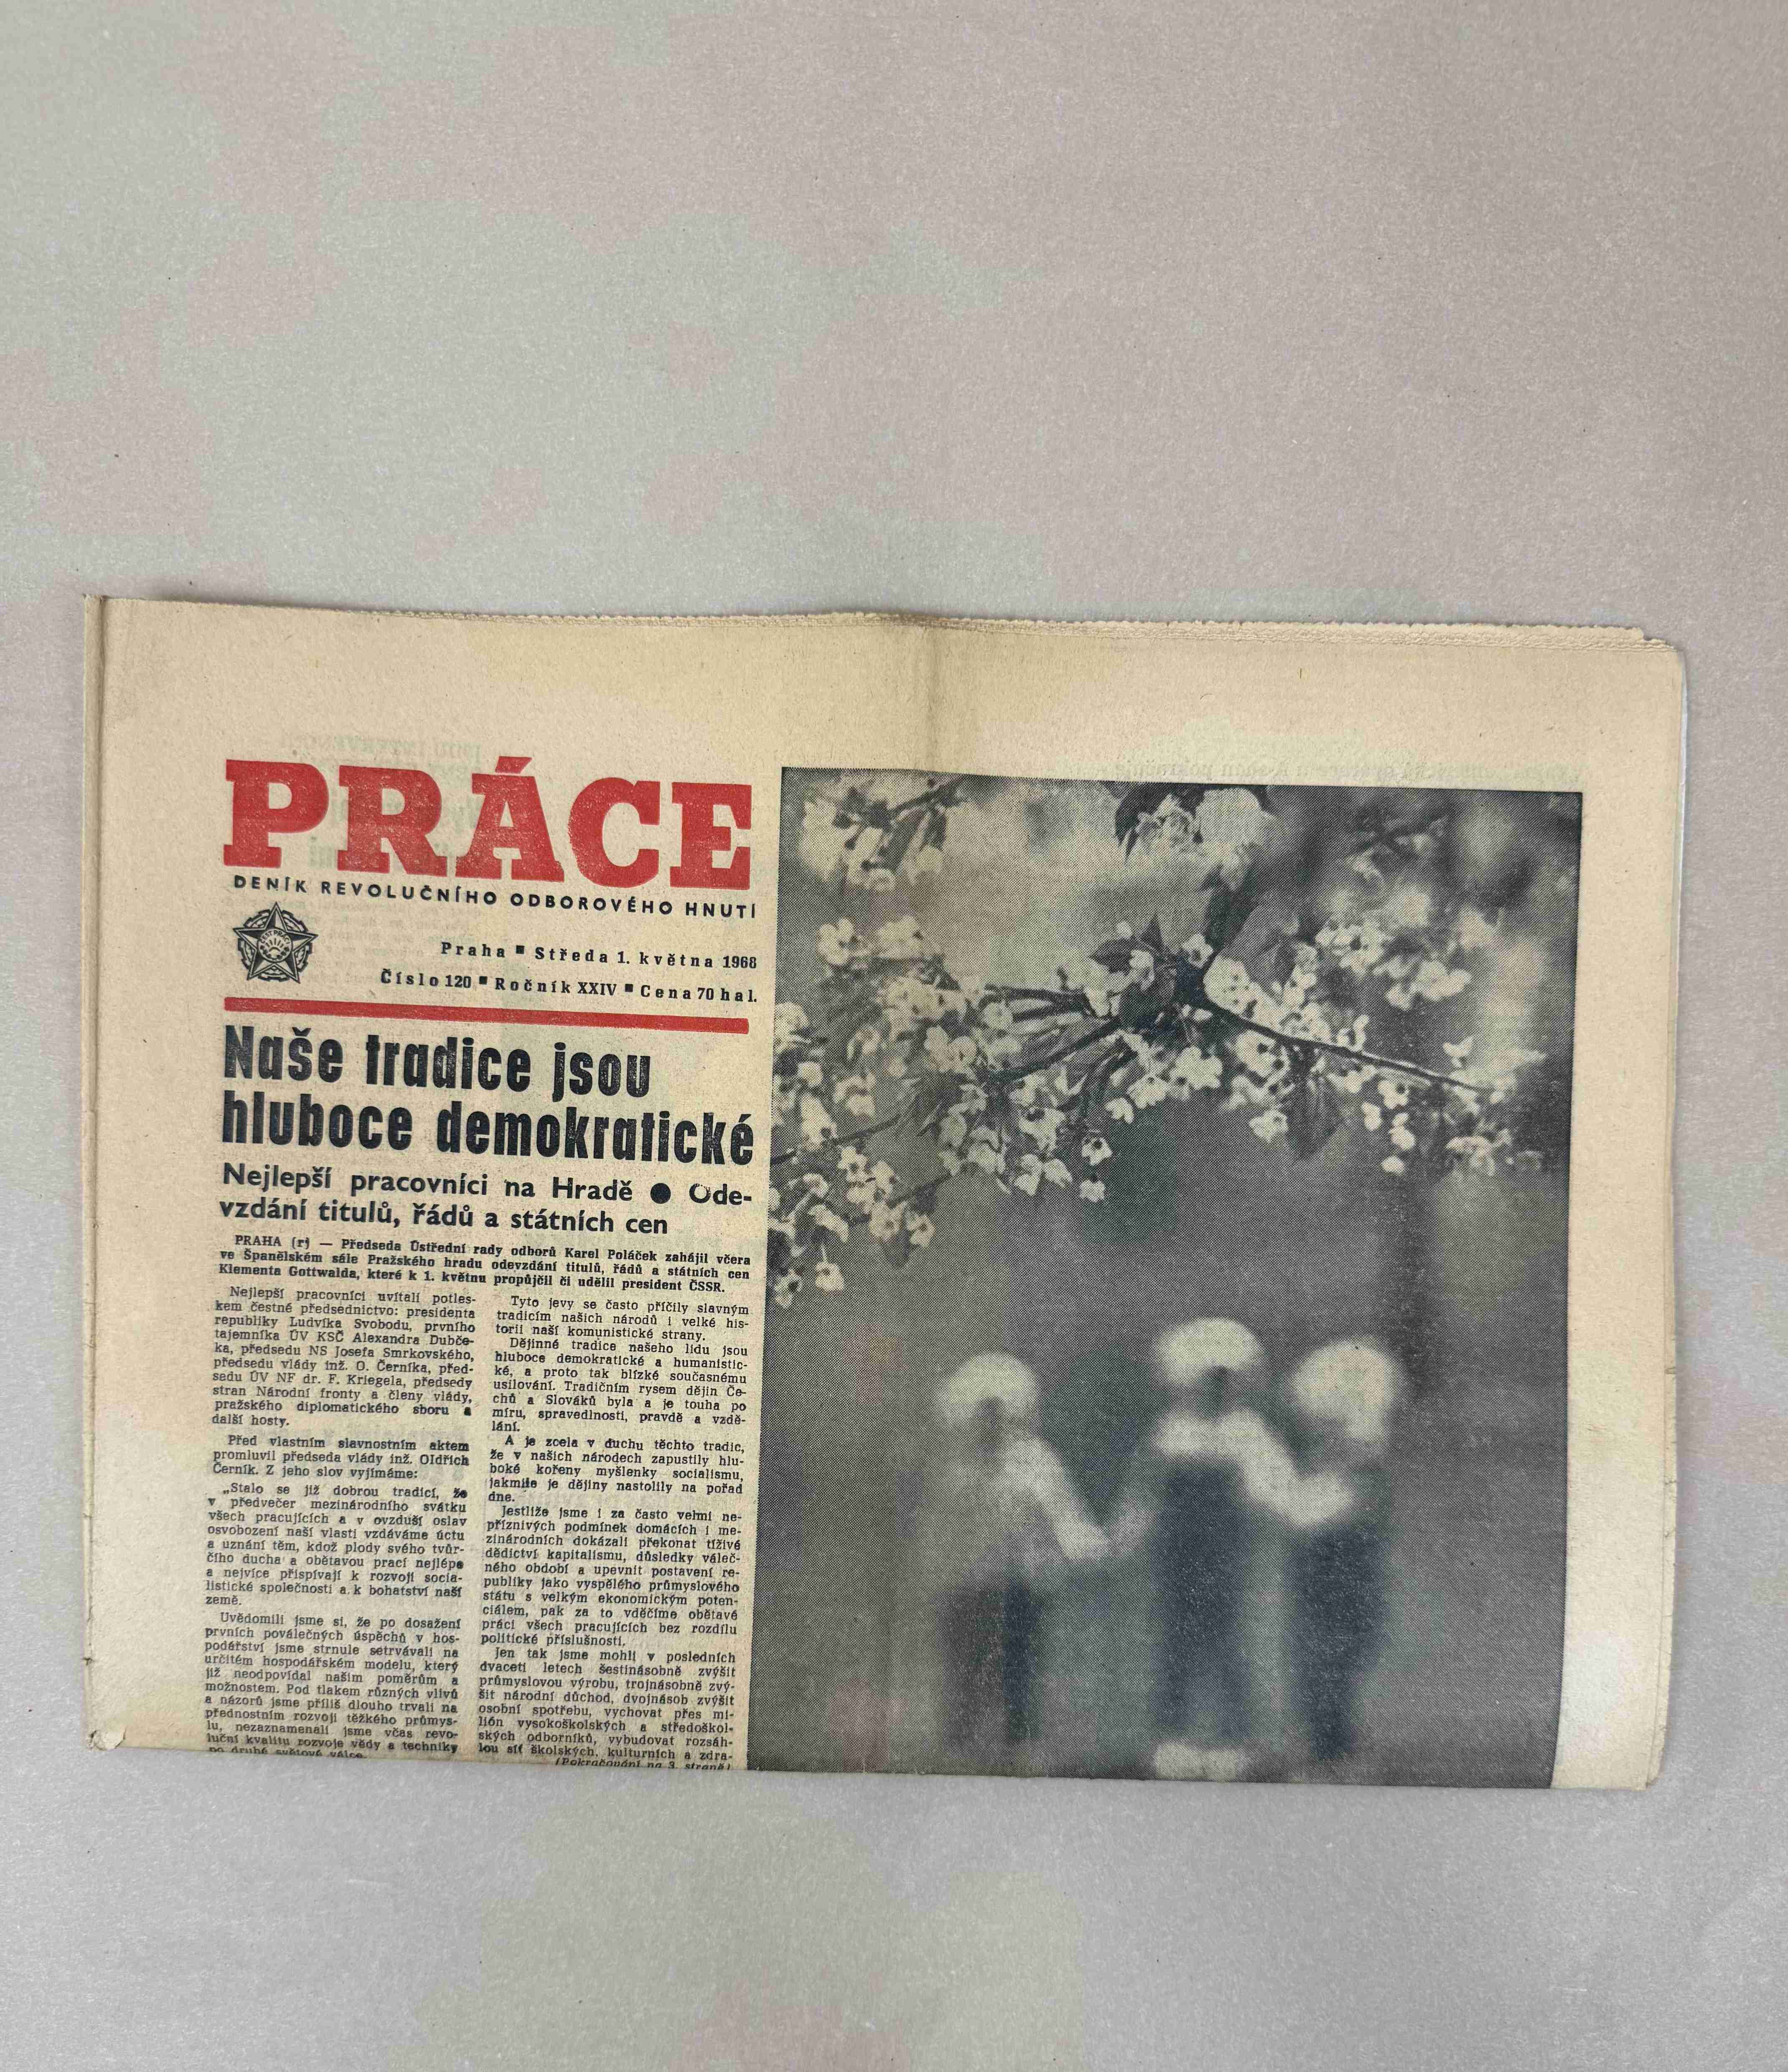 PRÁCE
DENÍK REVOLUČNÍHO ODBOROVÉHO HNUTÍ
Praha ▪ Středa 1. května 1968
Číslo 120 ▪ Ročník XXIV ▪ Cena 70 hal.
Naše tradice jsou
hluboce demokratické
Nejlepší pracovníci na Hradě ● Ode-
vzdání titulů, řádů a státních cen
PRAHA (r) — Předseda Ústřední rady odborů Karel Poláček zahájil včera
ve Španělském sále Pražského hradu odevzdání titulů, řádů a státních cen
Klementa Gottwalda, které k 1. květnu propůjčil či udělil president ČSSR.
Nejlepší pracovníci uvítali potles-
kem čestné předsednictvo: presidenta
republiky Ludvíka Svobodu, prvního
tajemníka ÚV KSČ Alexandra Dubče-
ka, předsedu NS Josefa Smrkovského,
předsedu vlády inž. O. Černíka, před-
sedu ÚV NF dr. F. Kriegela, předsedy
stran Národní fronty a členy vlády,
pražského diplomatického sboru a
další hosty.
Před vlastním slavnostním aktem
promluvil předseda vlády inž. Oldřich
Černík. Z jeho slov vyjímáme:
„Stalo se již dobrou tradicí, že
v předvečer mezinárodního svátku
všech pracujících a v ovzduší oslav
osvobození naší vlasti vzdáváme úctu
a uznání těm, kdož plody svého tvůr-
čího ducha a obětavou prací nejlépe
a nejvíce přispívají k rozvoji socia-
listické společnosti a k bohatství naší
země.
Uvědomili jsme si, že po dosažení
prvních poválečných úspěchů v hos-
podářství jsme strnule setrvávali na
určitém hospodářském modelu, který
již neodpovídal našim poměrům a
možnostem. Pod tlakem různých vlivů
a názorů jsme příliš dlouho trvali na
přednostním rozvoji těžkého průmys-
lu, nezaznamenali jsme včas revo-
luční kvalitu rozvoje vědy a techniky
po druhé světové válce.
Tyto jevy se často příčily slavným
tradicím našich národů i velké his-
torii naší komunistické strany.
Dějinné tradice našeho lidu jsou
hluboce demokratické a humanistic-
ké, a proto tak blízké současnému
usilování. Tradičním rysem dějin Če-
chů a Slováků byla a je touha po
míru, spravedlnosti, pravdě a vzdě-
lání.
A je zcela v duchu těchto tradic,
že v našich národech zapustily hlu-
boké kořeny myšlenky socialismu,
jakmile je dějiny nastolily na pořad
dne.
Jestliže jsme i za často velmi ne-
příznivých podmínek domácích i me-
zinárodních dokázali překonat tíživé
dědictví kapitalismu, důsledky váleč-
ného období a upevnit postavení re-
publiky jako vyspělého průmyslového
státu s velkým ekonomickým poten-
ciálem, pak za to vděčíme obětavé
práci všech pracujících bez rozdílu
politické příslušnosti.
Jen tak jsme mohli v posledních
dvaceti letech šestinásobně zvýšit
průmyslovou výrobu, trojnásobně zvý-
šit národní důchod, dvojnásob zvýšit
osobní spotřebu, vychovat přes mi-
lión vysokoškolských a středoškol-
ských odborníků, vybudovat rozsáh-
lou síť školských, kulturních a zdra-
(Pokračování na 3. straně)